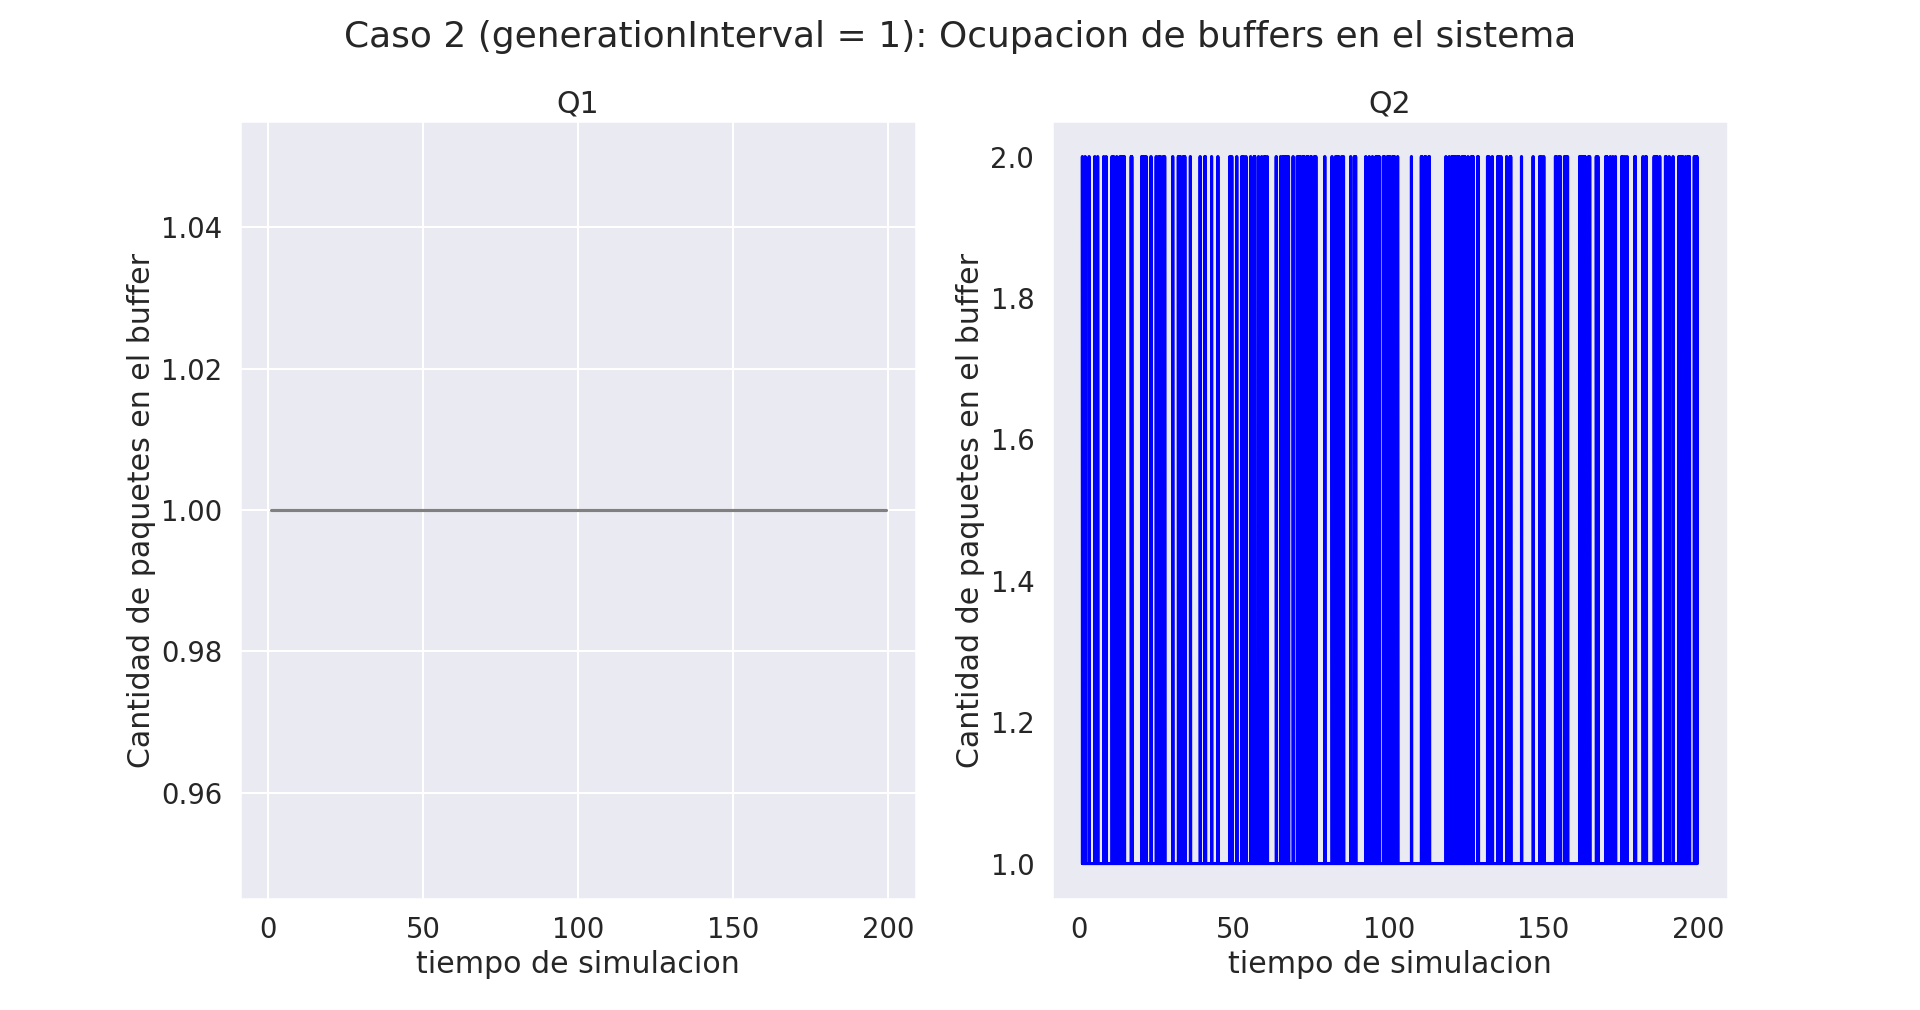 Caso 2 (generationInterval = 1): Ocupacion de buffers en el sistema
Q1
Cantidad de paquetes en el buffer
1.04
1.02
1.00
0.98
0.96
0 50 100 150 200
tiempo de simulacion
Q2
Cantidad de paquetes en el buffer
2.0
1.8
1.6
1.4
1.2
1.0
0 50 100 150 200
tiempo de simulacion